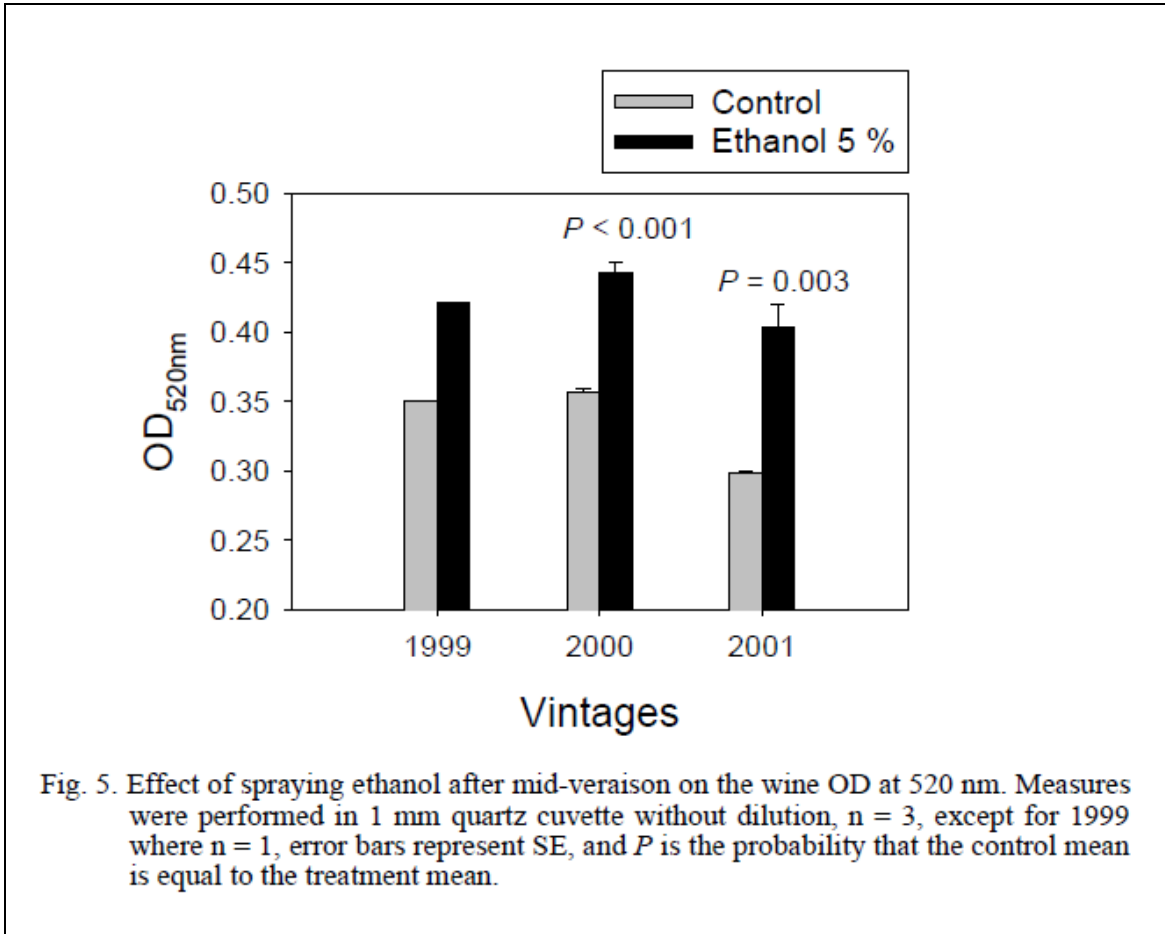 Control
Ethanol 5 %
0.50
P < 0.001
0.45
P = 0.003
0.40
0.35
0.30
0.25
0.20
OD520nm
1999 2000 2001
Vintages
Fig. 5. Effect of spraying ethanol after mid-veraison on the wine OD at 520 nm. Measures
were performed in 1 mm quartz cuvette without dilution, n = 3, except for 1999
where n = 1, error bars represent SE, and P is the probability that the control mean
is equal to the treatment mean.